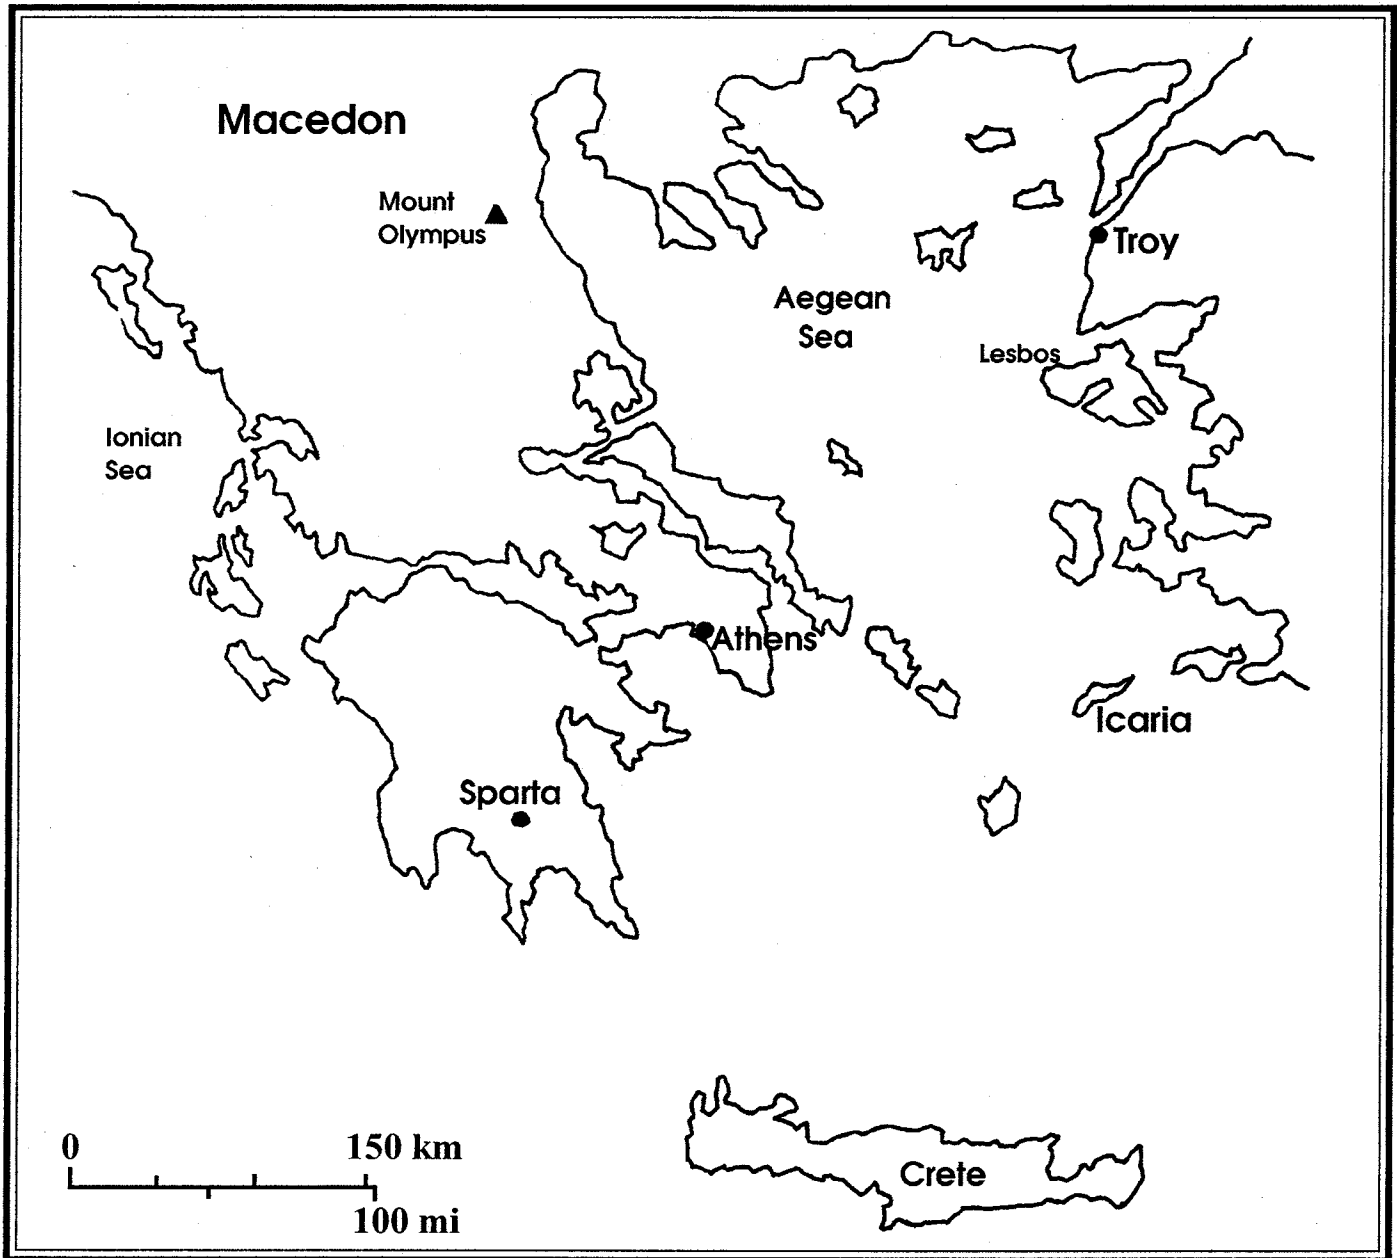 Macedon
Mount
Olympus
Troy
Aegean
Sea
Lesbos
Ionian
Sea
Athens
Icaria
Sparta
0 150 km
100 mi
Crete